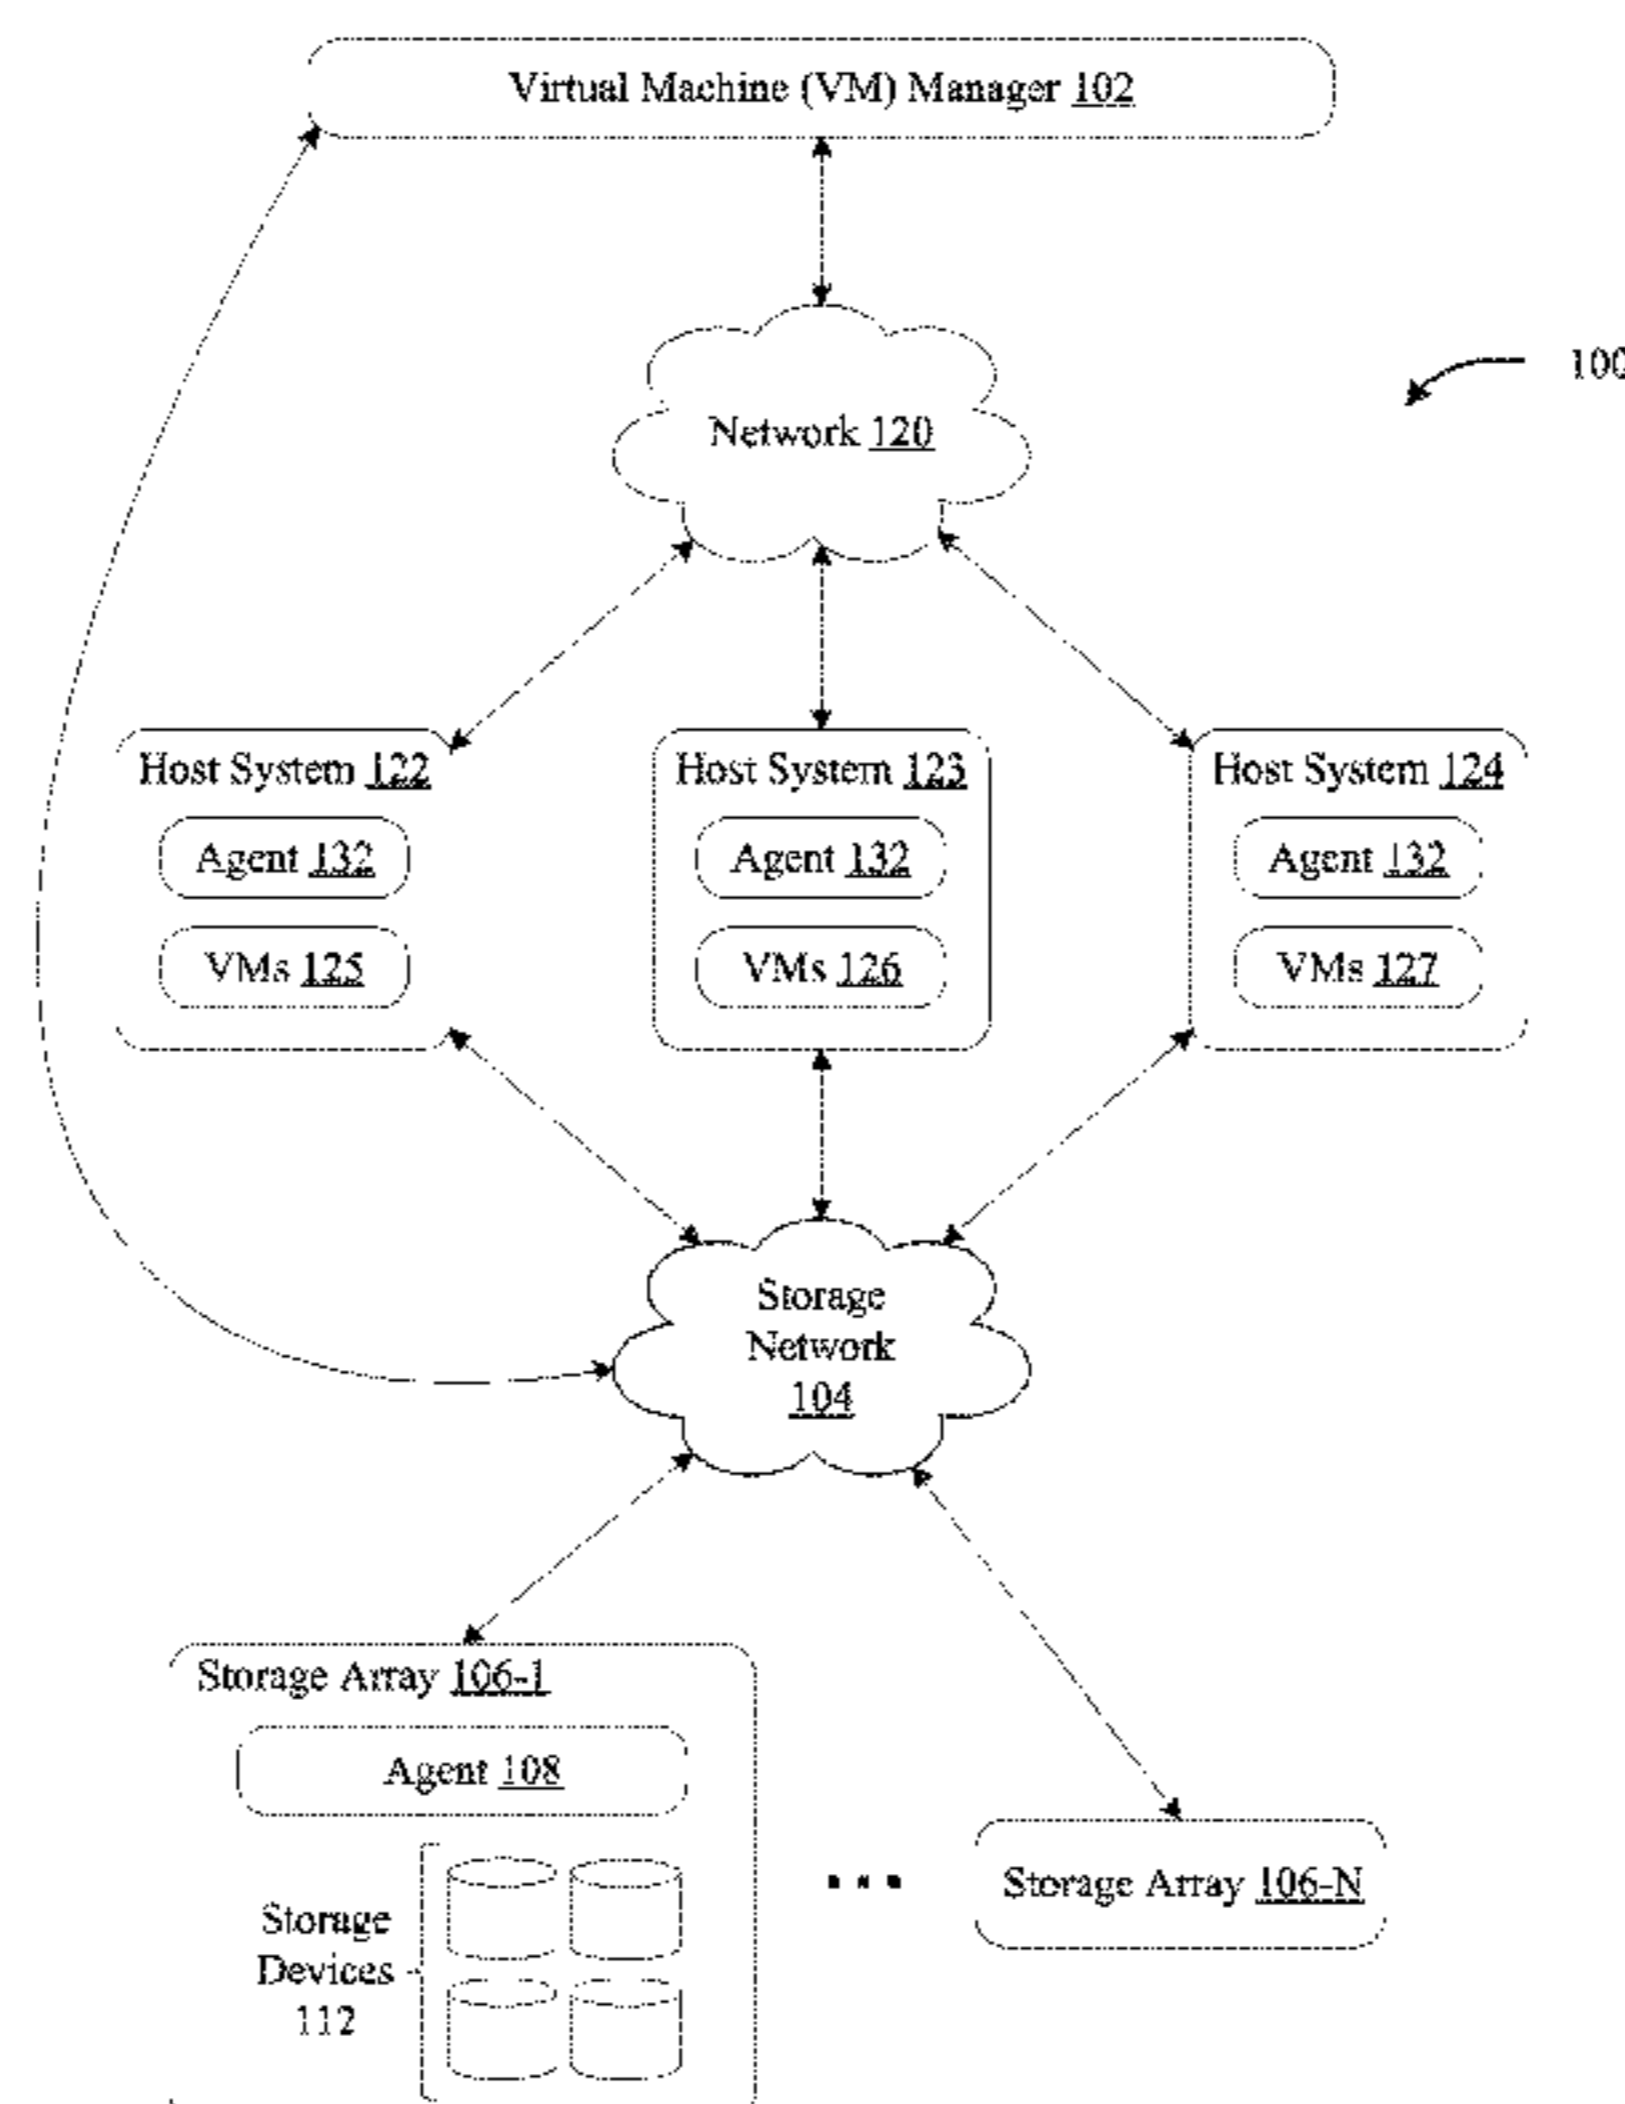 Virtual Machine (VM) Manager 102
100
Network 120
Host System 122
Agent 132
VMs 125
Host System 123
Agent 132
VMs 126
Host System 124
Agent 132
VMs 127
Storage
Network
104
Storage Array 106-1
Agent 108
Storage
Devices
112
...
Storage Array 106-N